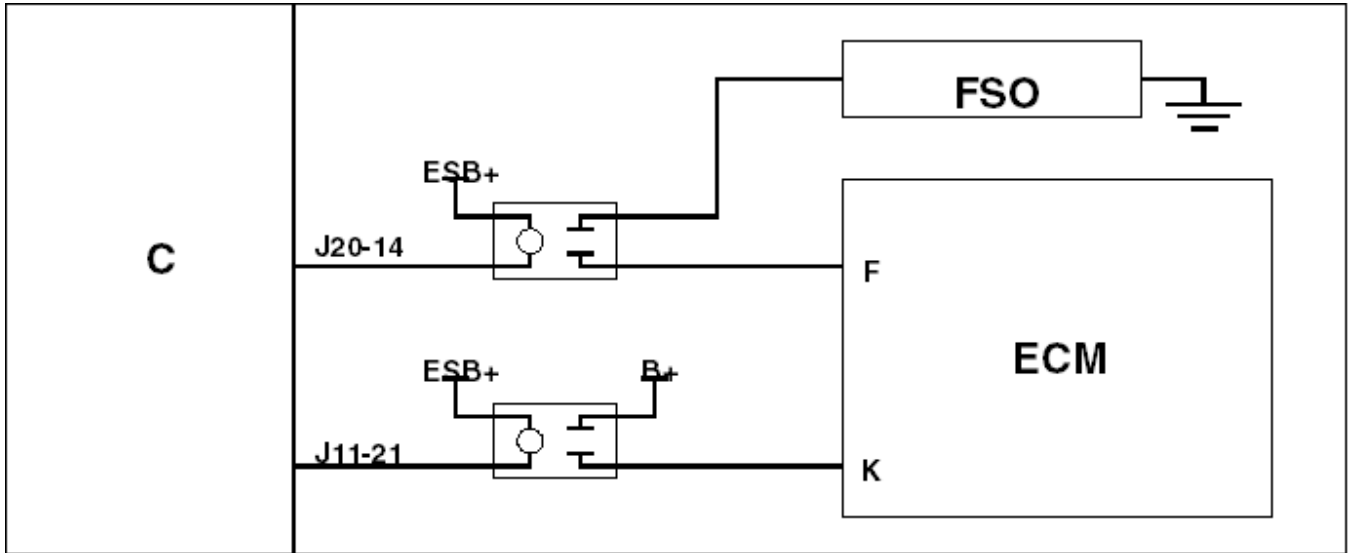 FSO
ESB+
J20-14
C
F
ECM
ESB+
B+
J11-21
K